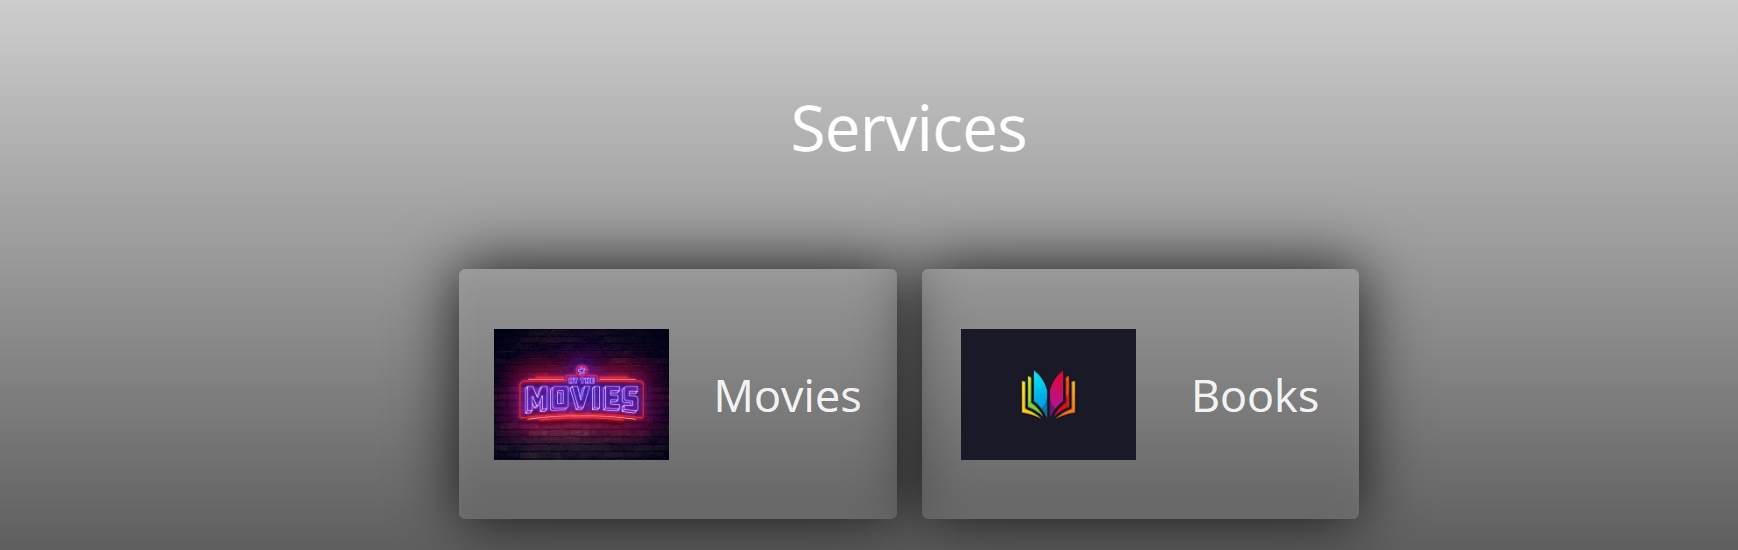 Services
AT THE
MOVIES
Movies
Books